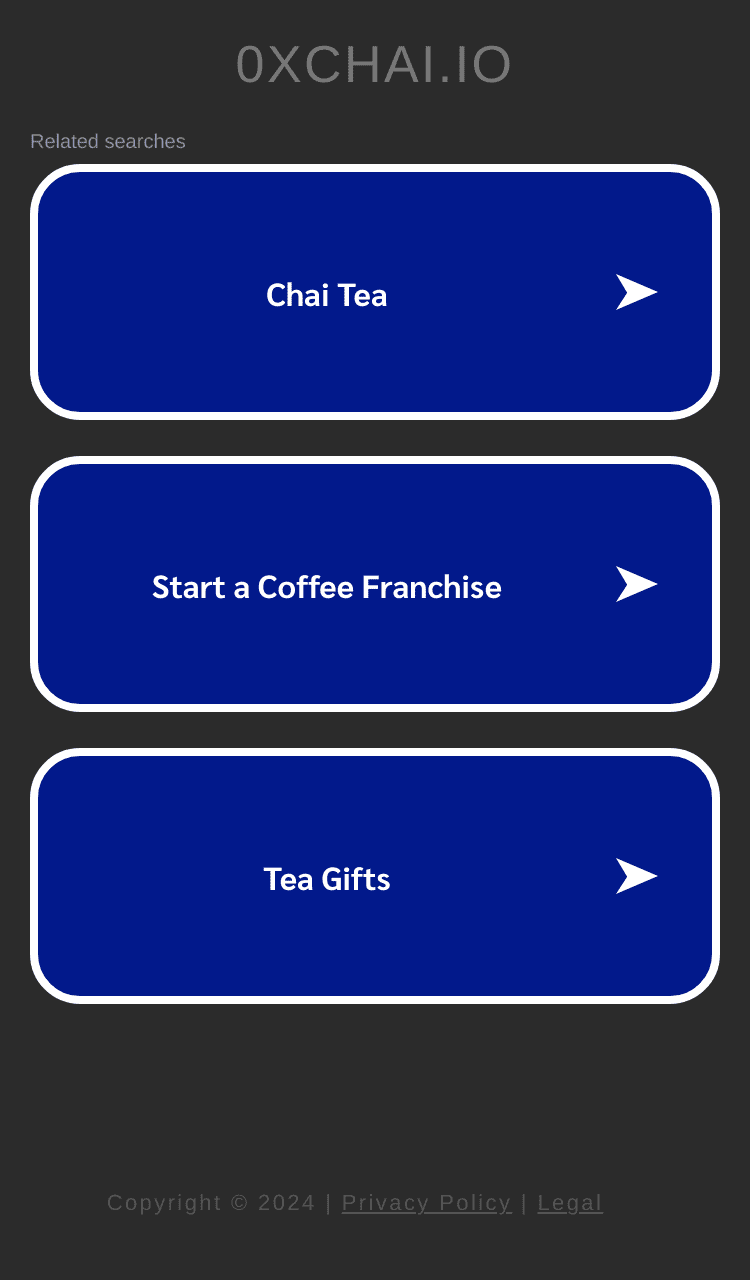 0XCHAI.IO
Related searches
Chai Tea
Start a Coffee Franchise
Tea Gifts
Copyright © 2024 | Privacy Policy | Legal